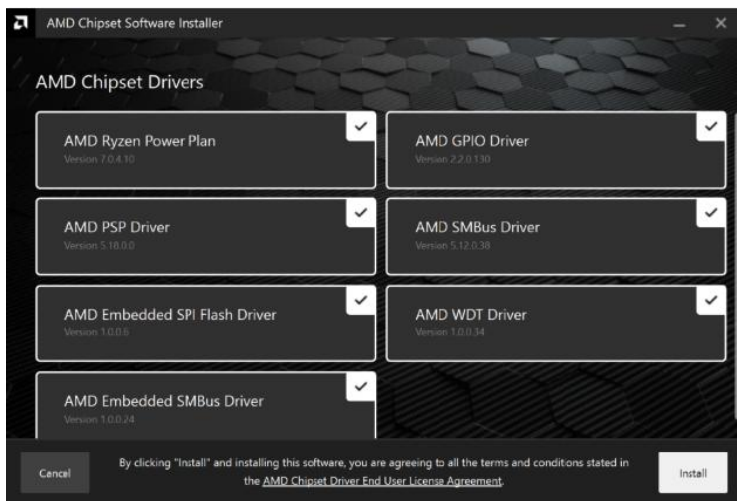 AMD Chipset Software Installer
AMD Chipset Drivers
AMD Ryzen Power Plan
Version 7.0.4.10
AMD GPIO Driver
Version 2.2.0.130
AMD PSP Driver
Version 5.18.0.0
AMD SMBus Driver
Version 5.12.0.38
AMD Embedded SPI Flash Driver
Version 1.0.0.6
AMD WDT Driver
Version 1.0.0.34
AMD Embedded SMBus Driver
Version 1.0.0.24
Cancel
By clicking "Install" and installing this software, you are agreeing to all the terms and conditions stated in
the AMD Chipset Driver End User License Agreement.
Install